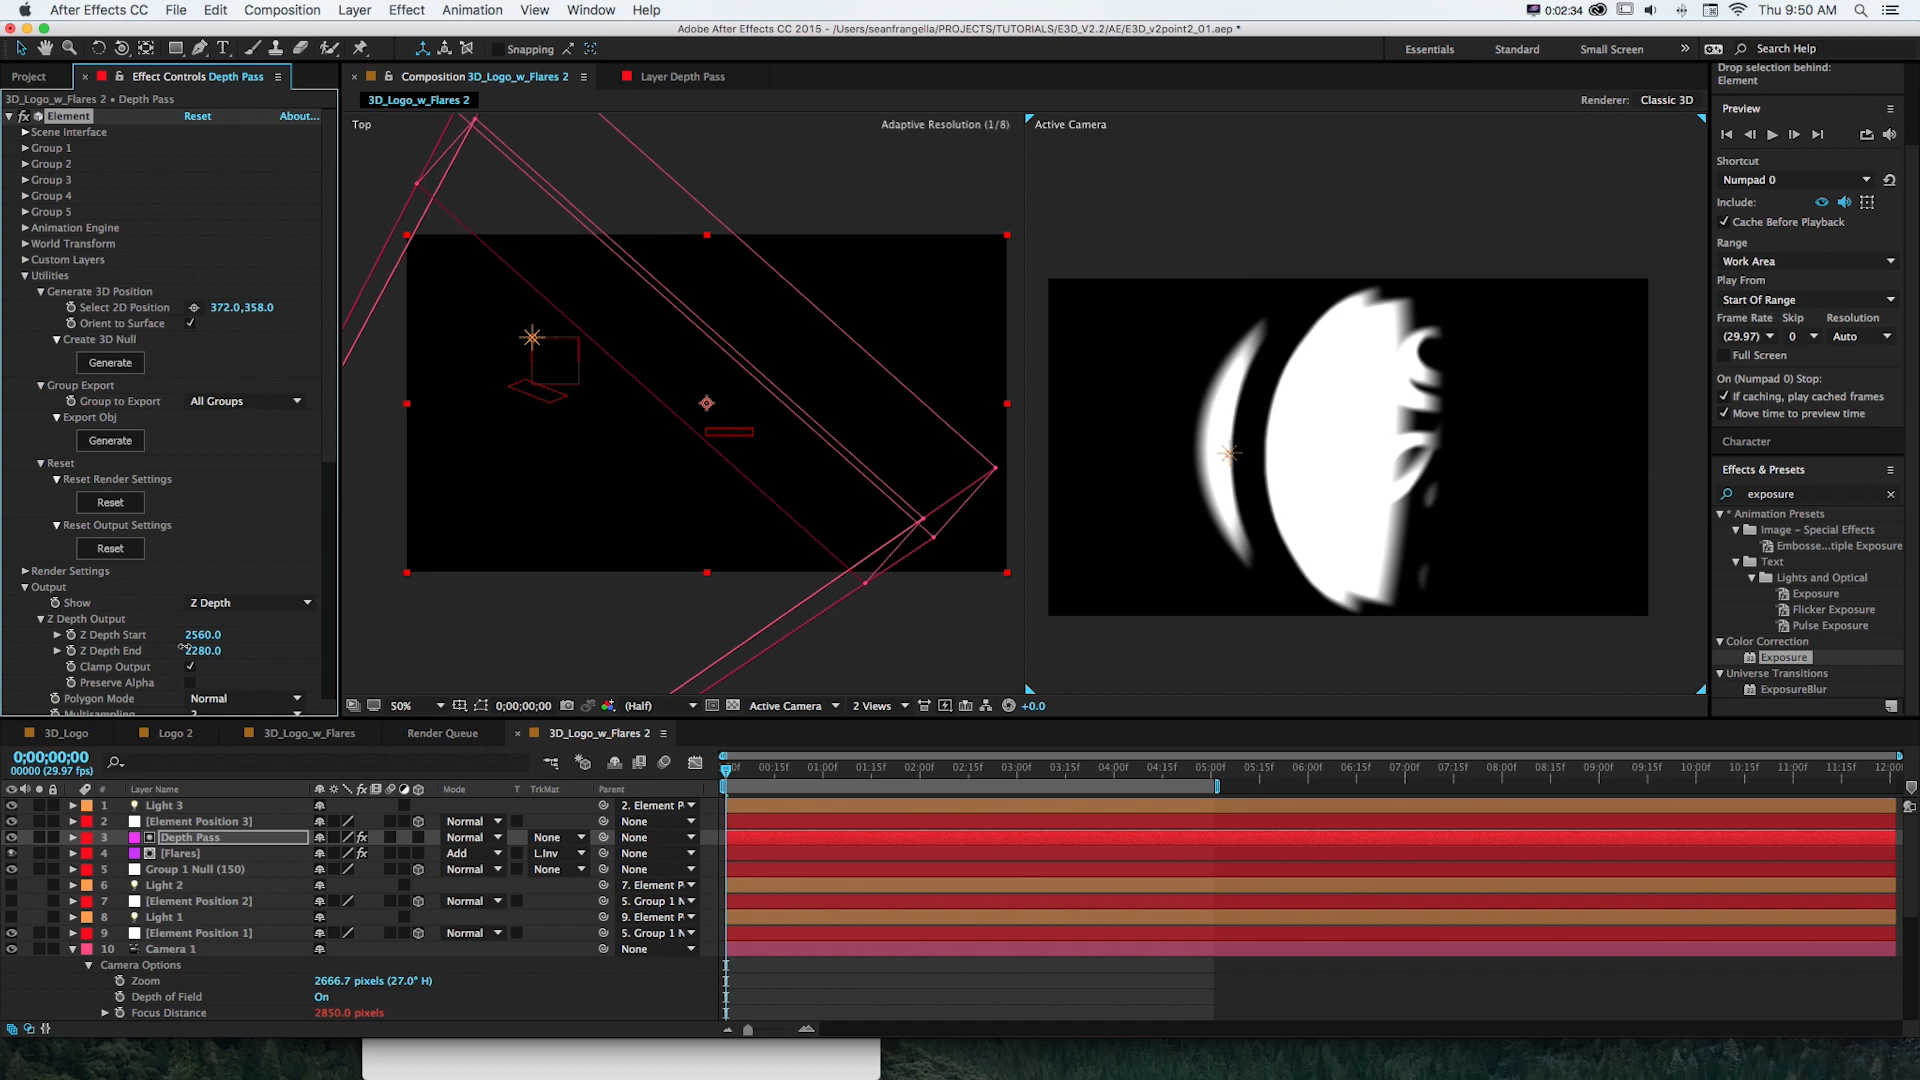 After Effects CC File Edit Composition Layer Effect Animation View Window Help 0:02:34 Thu 9:50 AM
Adobe After Effects CC 2015 - /Users/seanfrangella/PROJECTS/TUTORIALS/E3D_V2.2/AE/E3D_v2point2_01.aep *
T Snapping Essentials Standard Small Screen » Search Help
Project × Effect Controls Depth Pass × Composition 3D_Logo_w_Flares 2 Layer Depth Pass
3D_Logo_w_Flares 2 • Depth Pass
3D_Logo_w_Flares 2 Renderer: Classic 3D
fx Element Reset About...
Scene Interface
Group 1
Group 2
Group 3
Group 4
Group 5
Animation Engine
World Transform
Custom Layers
Utilities
Generate 3D Position
Select 2D Position 372.0,358.0
Orient to Surface
Create 3D Null
Generate
Group Export
Group to Export All Groups
Export Obj
Generate
Reset
Reset Render Settings
Reset
Reset Output Settings
Reset
Render Settings
Output
Show Z Depth
Z Depth Output
Z Depth Start 2560.0
Z Depth End 2280.0
Clamp Output
Preserve Alpha
Polygon Mode Normal
Multisampling 2
Top Adaptive Resolution (1/8) Active Camera
50% 0;00;00;00 (Half) Active Camera 2 Views +0.0
Drop selection behind:
Element
Preview
Shortcut
Numpad 0
Include:
Cache Before Playback
Range
Work Area
Play From
Start Of Range
Frame Rate Skip Resolution
(29.97) 0 Auto
Full Screen
On (Numpad 0) Stop:
If caching, play cached frames
Move time to preview time
Character
Effects & Presets
exposure ×
* Animation Presets
Image – Special Effects
Embosse...tiple Exposure
Text
Lights and Optical
Exposure
Flicker Exposure
Pulse Exposure
Color Correction
Exposure
Universe Transitions
ExposureBlur
3D_Logo Logo 2 3D_Logo_w_Flares Render Queue × 3D_Logo_w_Flares 2
0;00;00;00
00000 (29.97 fps)
00f 00:15f 01:00f 01:15f 02:00f 02:15f 03:00f 03:15f 04:00f 04:15f 05:00f 05:15f 06:00f 06:15f 07:00f 07:15f 08:00f 08:15f 09:00f 09:15f 10:00f 10:15f 11:00f 11:15f 12:00
# Layer Name fx Mode T TrkMat Parent
1 Light 3 2. Element P
2 [Element Position 3] Normal None
3 Depth Pass fx Normal None None
4 [Flares] fx Add L.Inv None
5 Group 1 Null (150) Normal None None
6 Light 2 7. Element P
7 [Element Position 2] Normal 5. Group 1 N
8 Light 1 9. Element P
9 [Element Position 1] Normal 5. Group 1 N
10 Camera 1 None
Camera Options
Zoom 2666.7 pixels (27.0° H)
Depth of Field On
Focus Distance 2850.0 pixels